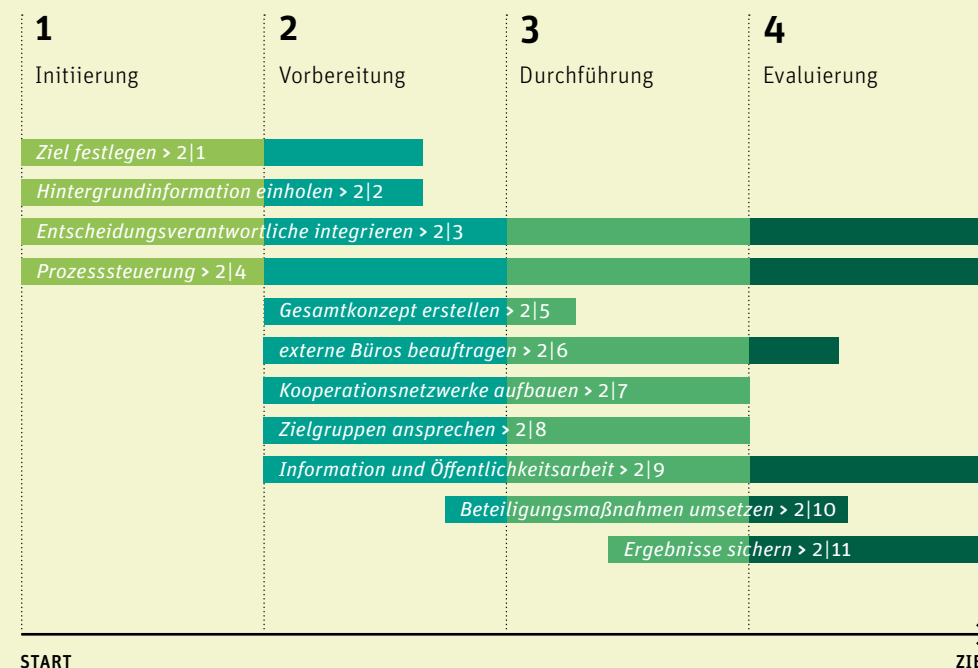 1
Initiierung
2
Vorbereitung
3
Durchführung
4
Evaluierung
Ziel festlegen > 2|1
Hintergrundinformation einholen > 2|2
Entscheidungsverantwortliche integrieren > 2|3
Prozesssteuerung > 2|4
Gesamtkonzept erstellen > 2|5
externe Büros beauftragen > 2|6
Kooperationsnetzwerke aufbauen > 2|7
Zielgruppen ansprechen > 2|8
Information und Öffentlichkeitsarbeit > 2|9
Beteiligungsmaßnahmen umsetzen > 2|10
Ergebnisse sichern > 2|11
START